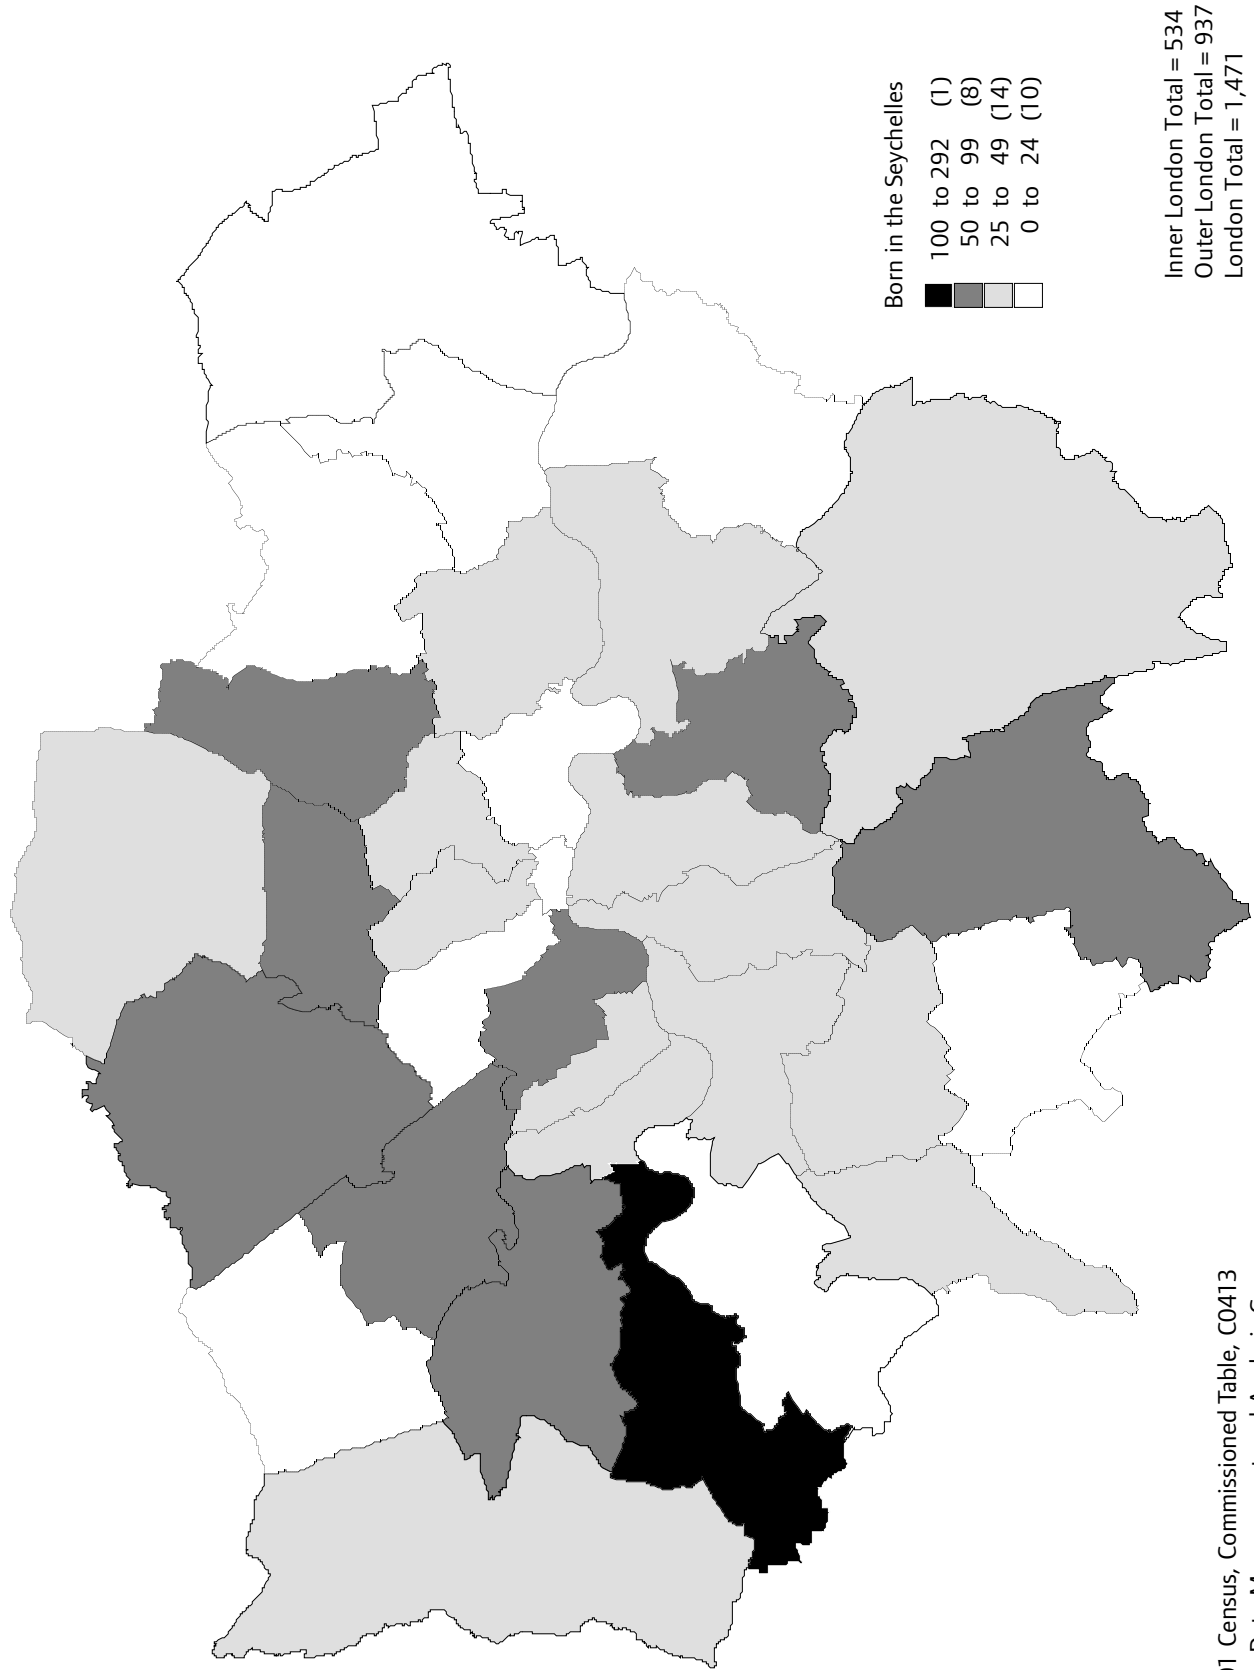 Born in the Seychelles
100 to 292 (1)
50 to 99 (8)
25 to 49 (14)
0 to 24 (10)
Inner London Total = 534
Outer London Total = 937
London Total = 1,471
Census, Commissioned Table, C0413